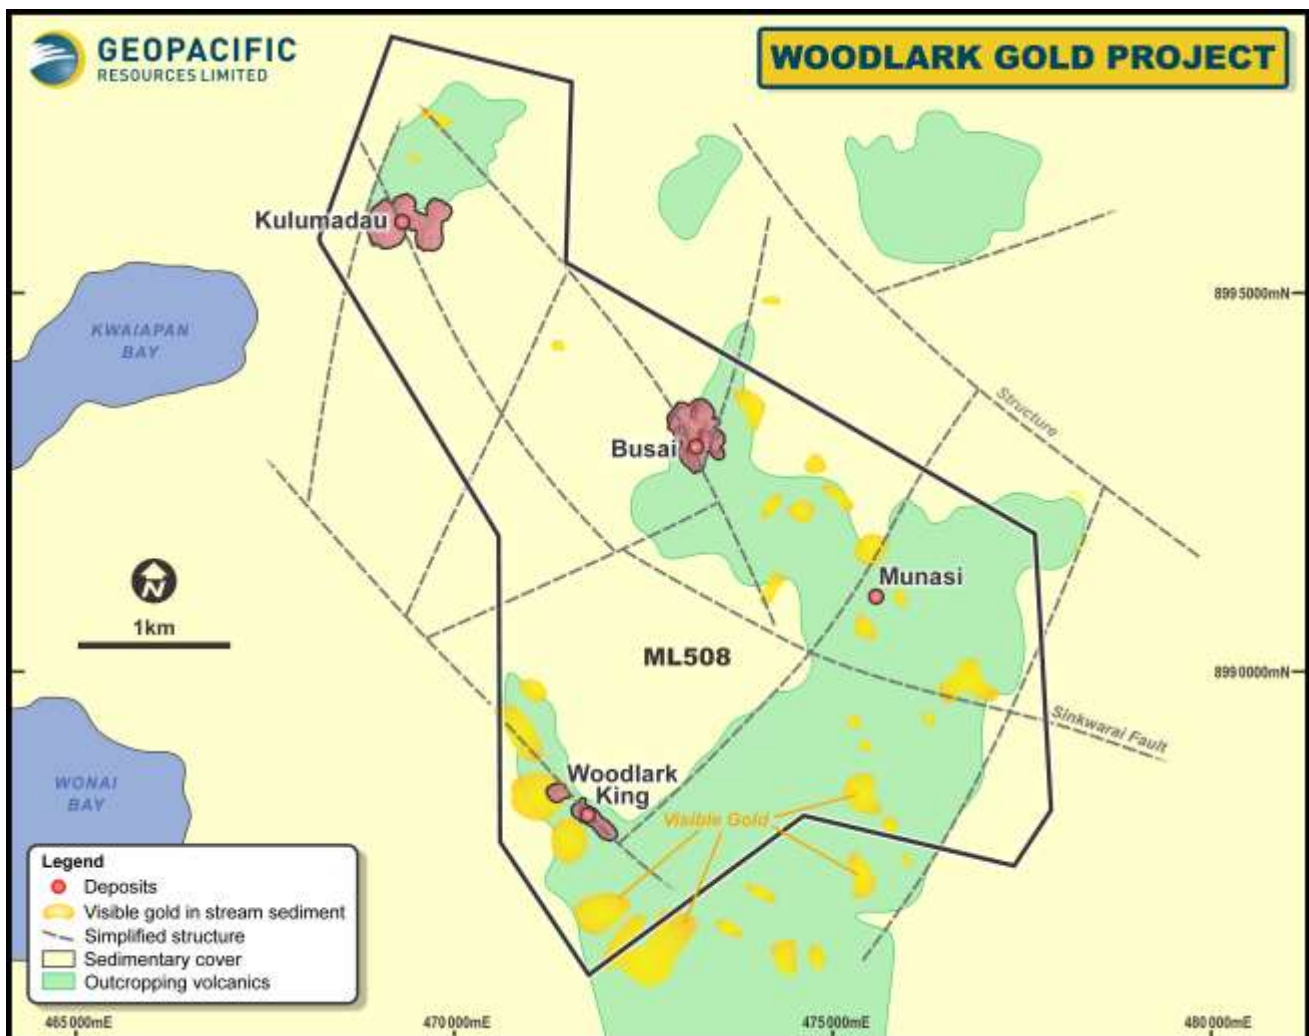 GEOPACIFIC
RESOURCES LIMITED
WOODLARK GOLD PROJECT
Kulumadau
8995000mN
KWAIAPAN
BAY
Structure
Busai
Munasi
1km
N
ML508
8990000mN
Sinkwarai Fault
WONAI
BAY
Woodlark
King
Visible Gold
Legend
Deposits
Visible gold in stream sediment
Simplified structure
Sedimentary cover
Outcropping volcanics
465000mE
470000mE
475000mE
480000mE